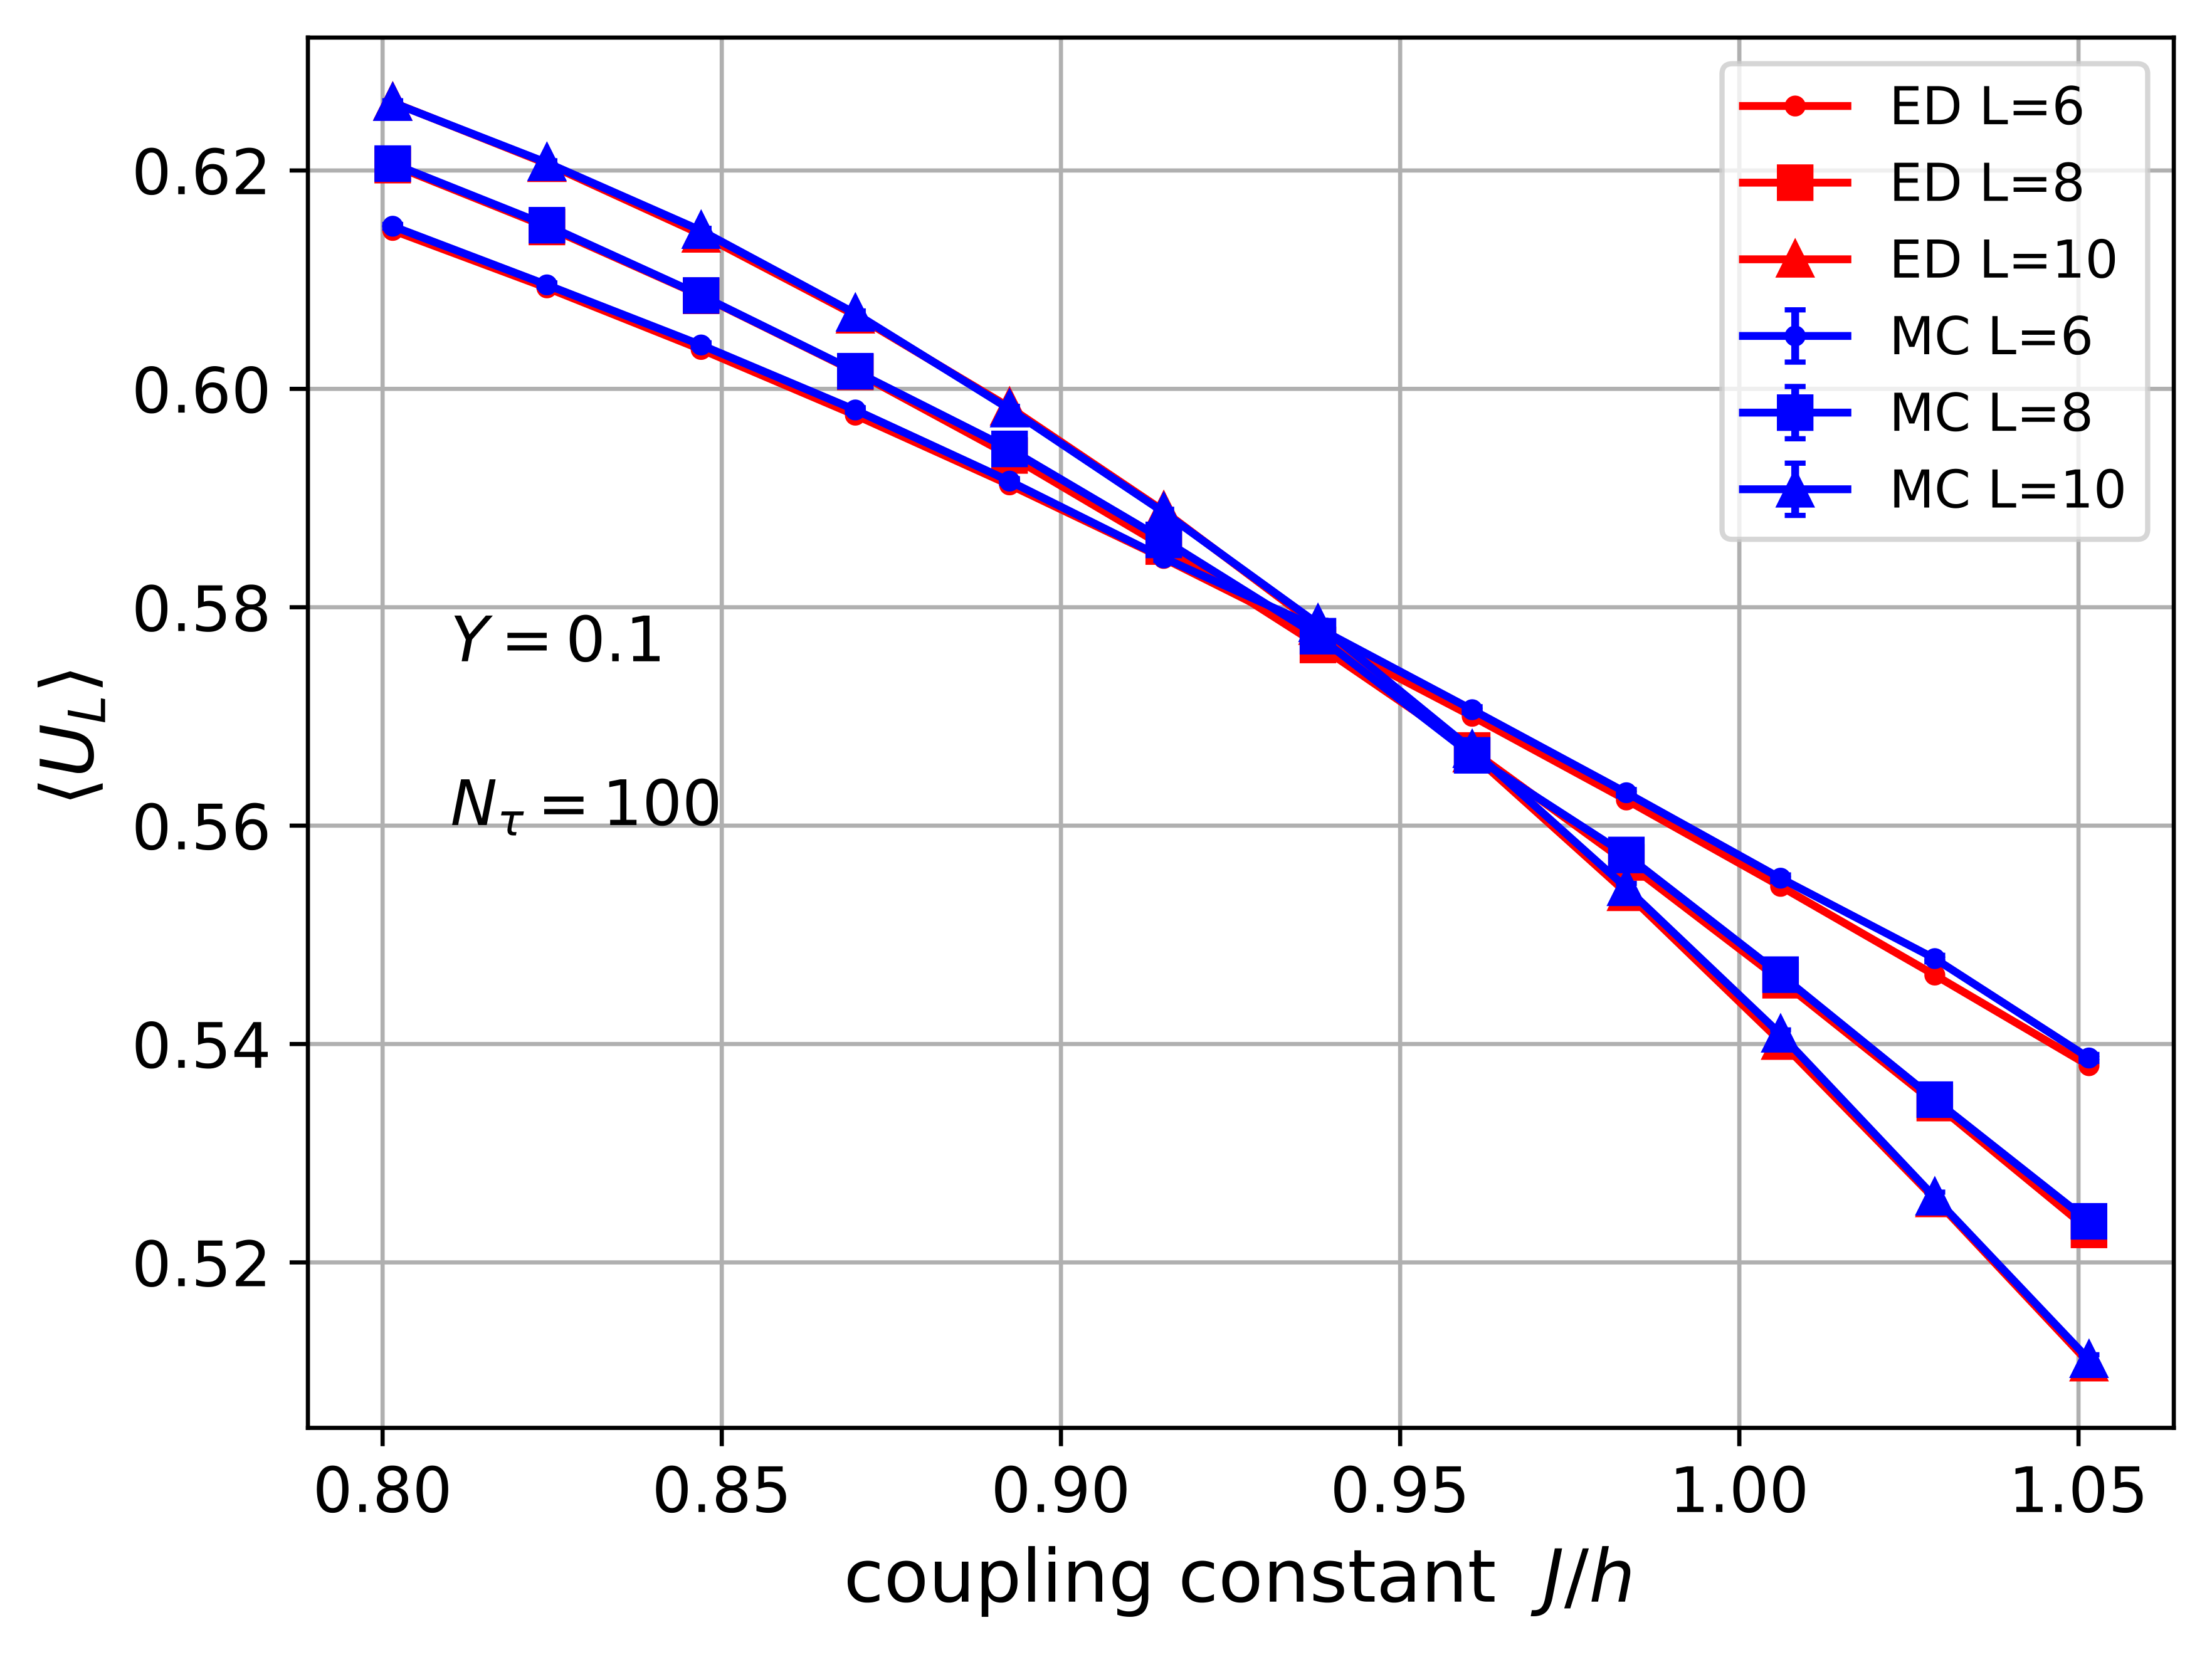 0.62
0.60
0.58
0.56
0.54
0.52
⟨U_L⟩
Y = 0.1
N_τ = 100
ED L=6
ED L=8
ED L=10
MC L=6
MC L=8
MC L=10
0.80 0.85 0.90 0.95 1.00 1.05
coupling constant J/h